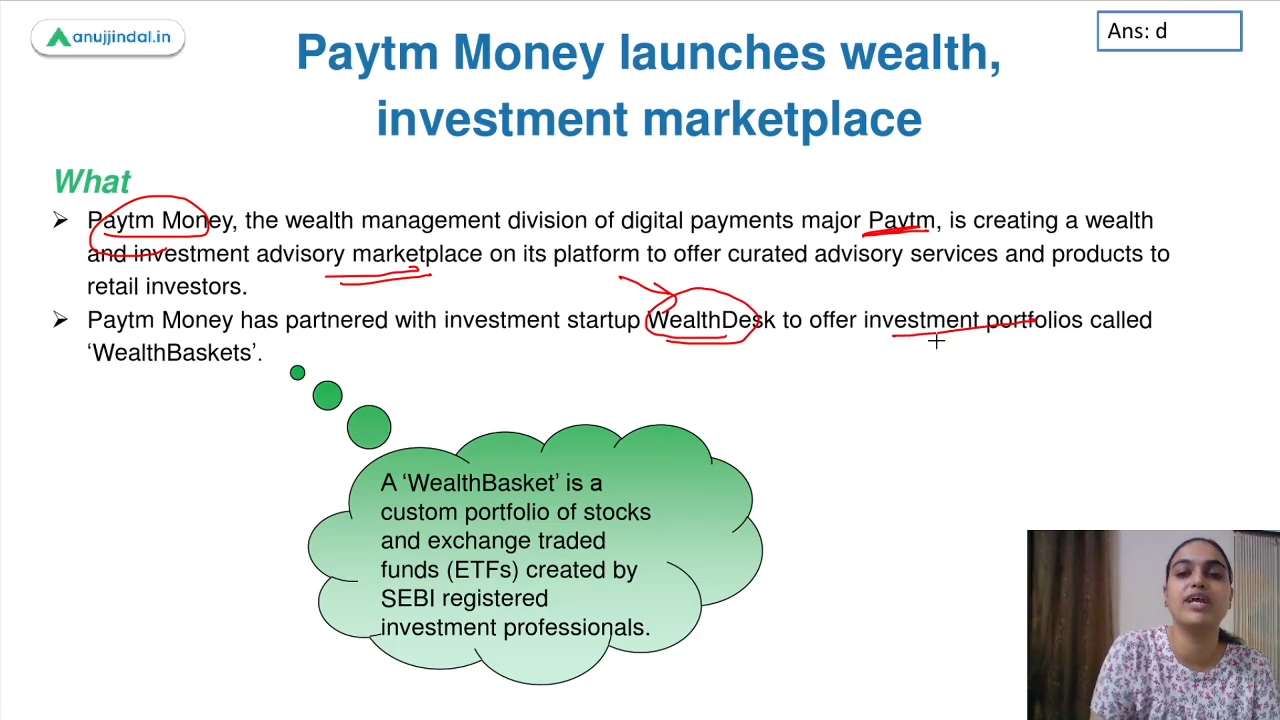 anujjindal.in
Ans: d
Paytm Money launches wealth,
investment marketplace
What
➢ Paytm Money, the wealth management division of digital payments major Paytm, is creating a wealth
and investment advisory marketplace on its platform to offer curated advisory services and products to
retail investors.
➢ Paytm Money has partnered with investment startup WealthDesk to offer investment portfolios called
‘WealthBaskets’.
A ‘WealthBasket’ is a
custom portfolio of stocks
and exchange traded
funds (ETFs) created by
SEBI registered
investment professionals.